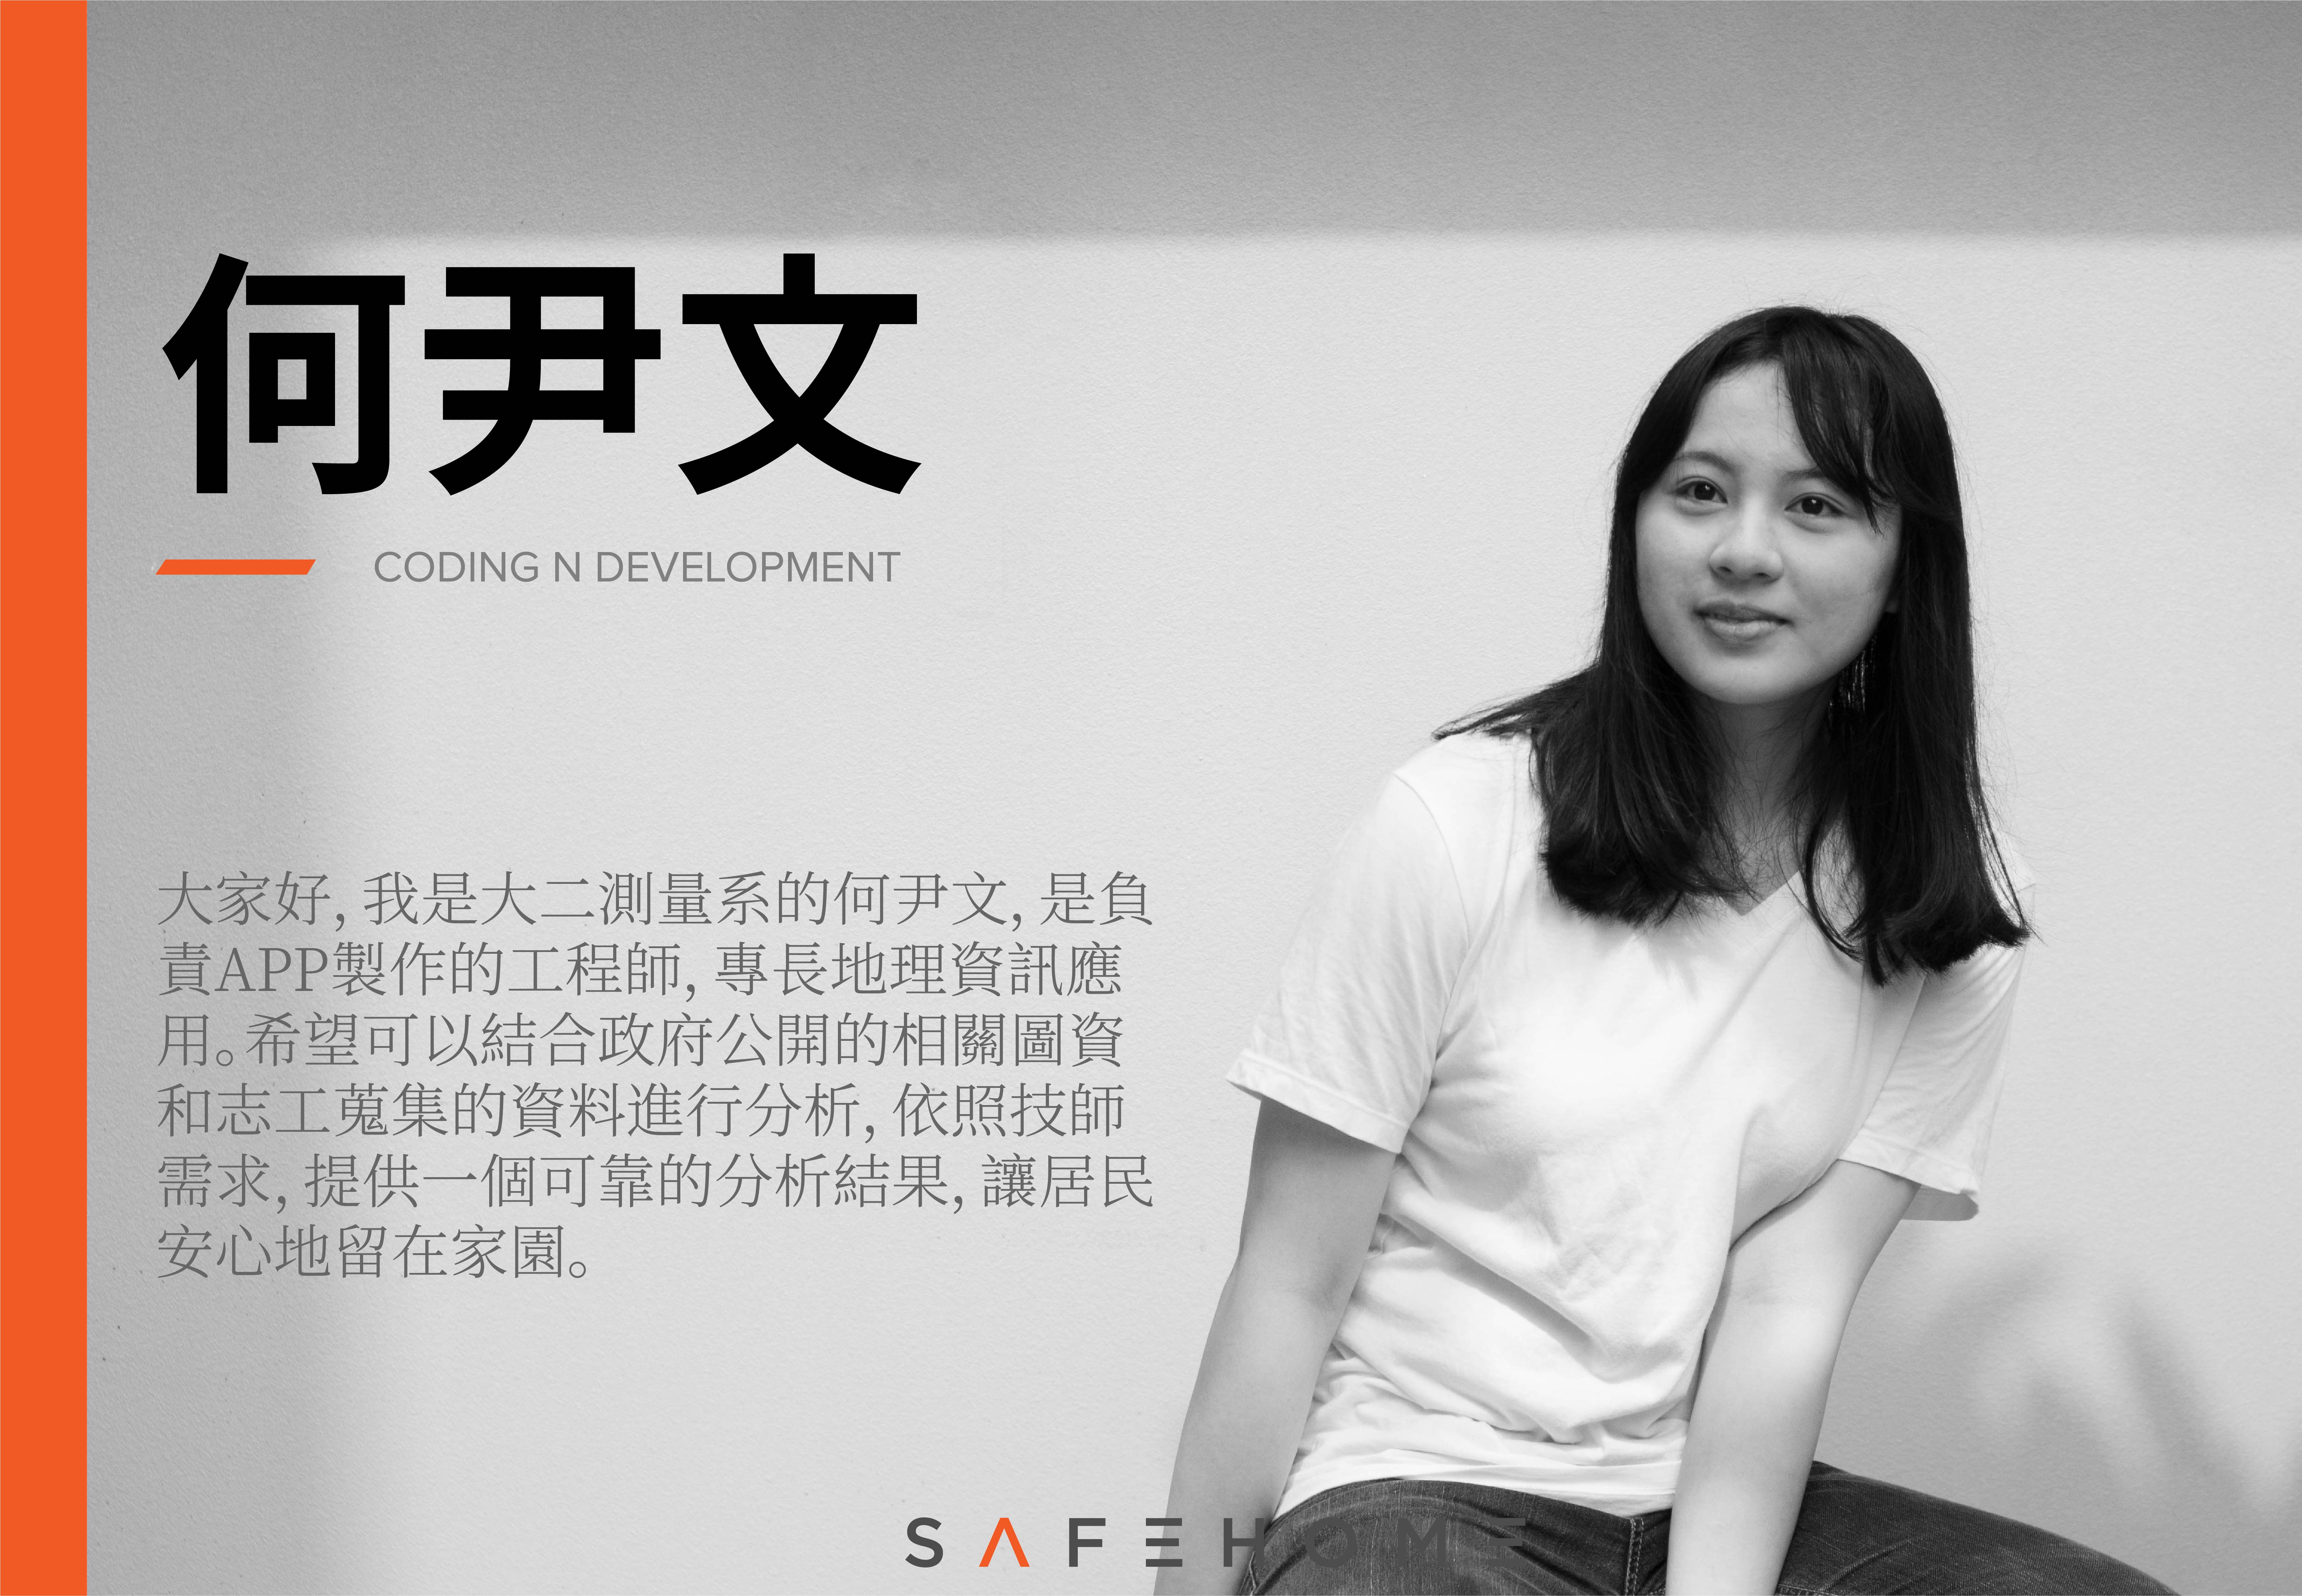 何尹文
CODING N DEVELOPMENT
大家好, 我是大二測量系的何尹文, 是負
責APP製作的工程師, 專長地理資訊應
用。希望可以結合政府公開的相關圖資
和志工蒐集的資料進行分析, 依照技師
需求, 提供一個可靠的分析結果, 讓居民
安心地留在家園。
SAFEHOME